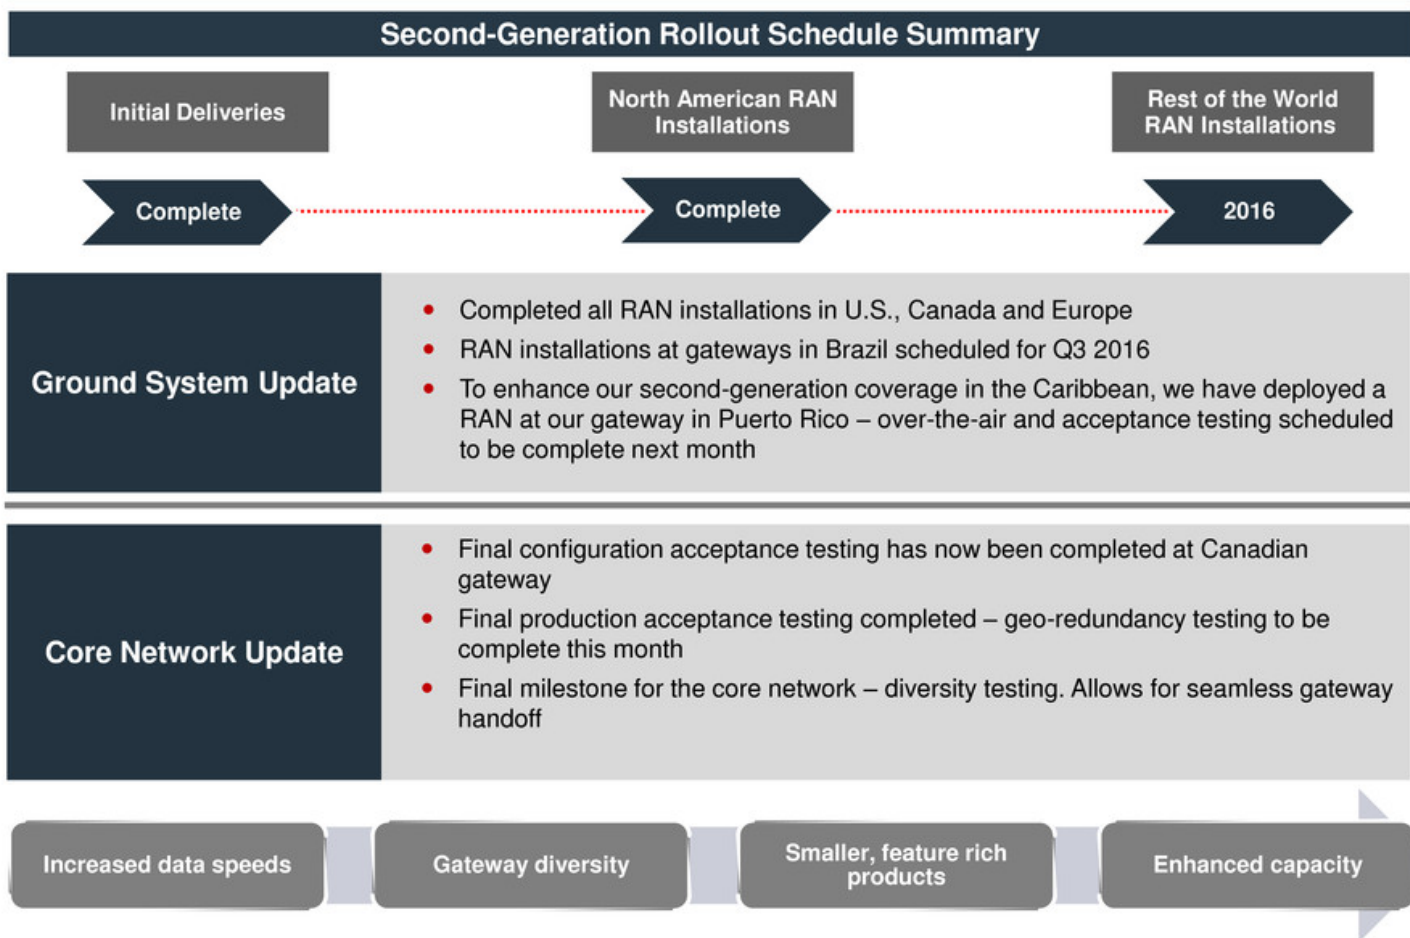 Second-Generation Rollout Schedule Summary
Initial Deliveries
North American RAN
Installations
Rest of the World
RAN Installations
Complete
Complete
2016
Ground System Update
• Completed all RAN installations in U.S., Canada and Europe
• RAN installations at gateways in Brazil scheduled for Q3 2016
• To enhance our second-generation coverage in the Caribbean, we have deployed a
RAN at our gateway in Puerto Rico – over-the-air and acceptance testing scheduled
to be complete next month
Core Network Update
• Final configuration acceptance testing has now been completed at Canadian
gateway
• Final production acceptance testing completed – geo-redundancy testing to be
complete this month
• Final milestone for the core network – diversity testing. Allows for seamless gateway
handoff
Increased data speeds
Gateway diversity
Smaller, feature rich
products
Enhanced capacity